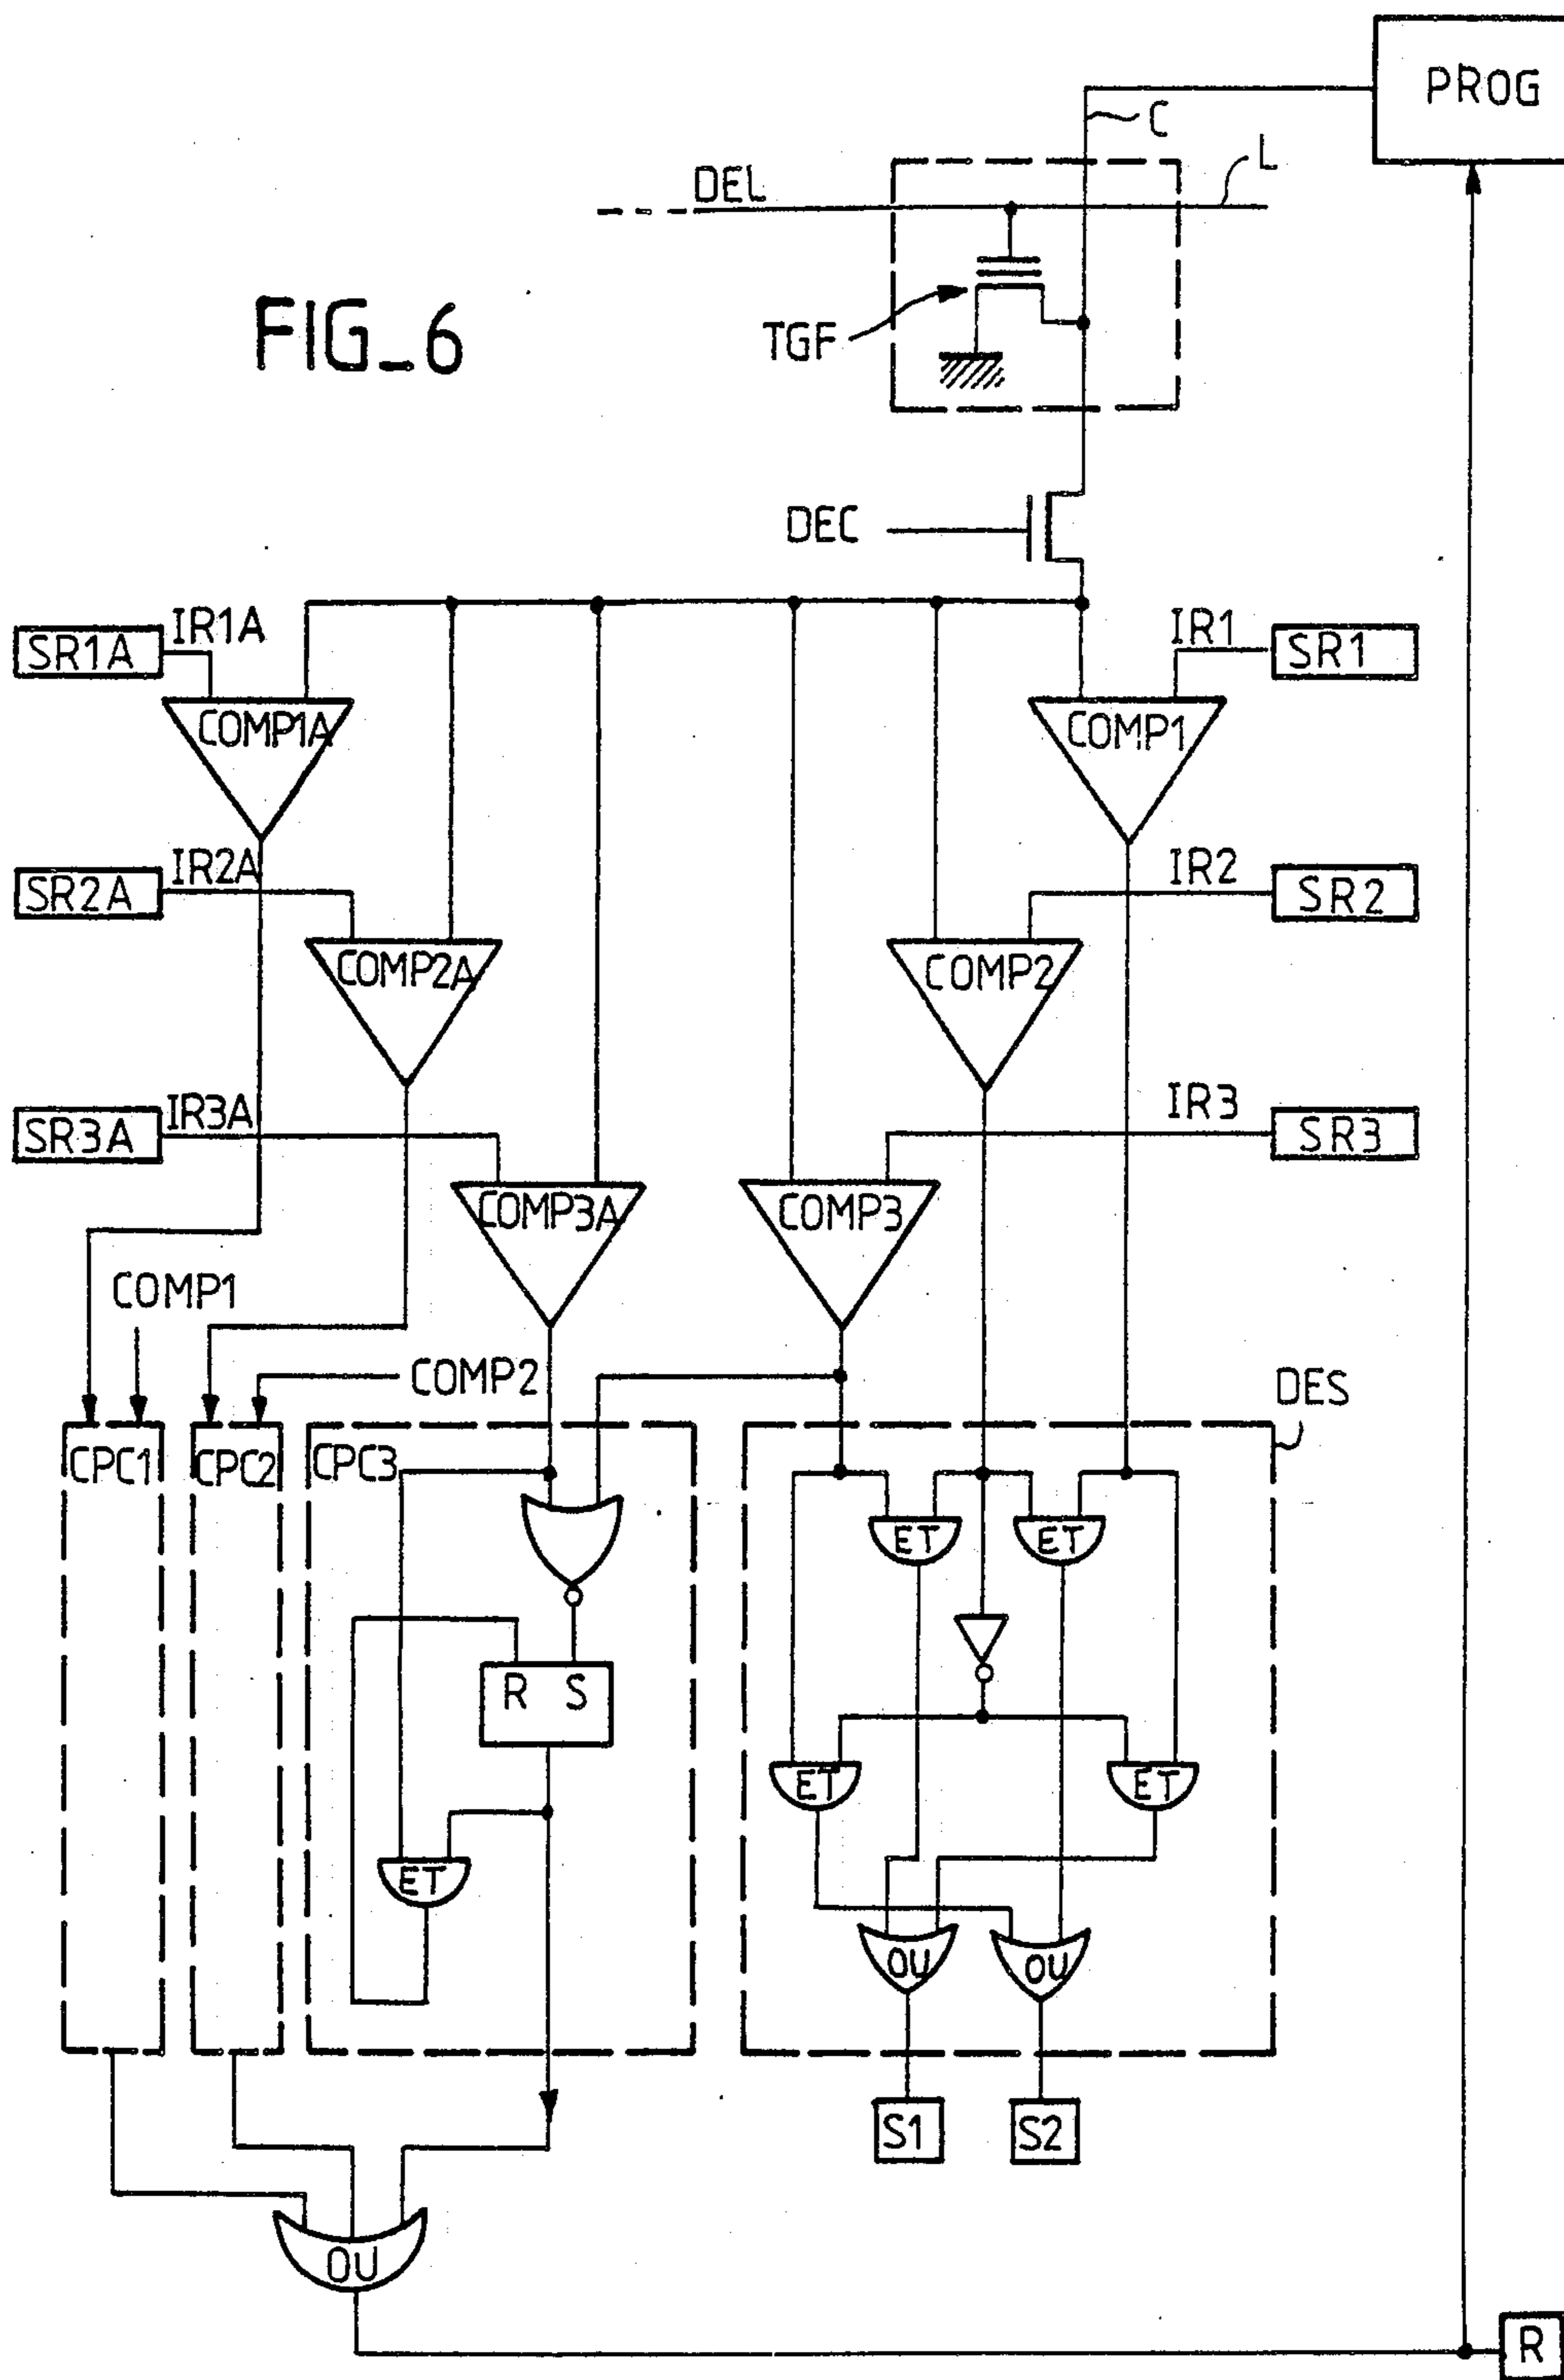 PROG
C
L
DEL
FIG_6
TGF
DEC
IR1A
IR1
SR1A
SR1
COMP1A
COMP1
IR2A
IR2
SR2A
SR2
COMP2A
COMP2
IR3A
IR3
SR3A
SR3
COMP3A
COMP3
COMP1
COMP2
DES
CPC1
CPC2
CPC3
ET
ET
R S
ET
ET
ET
OU
OU
S1
S2
OU
R